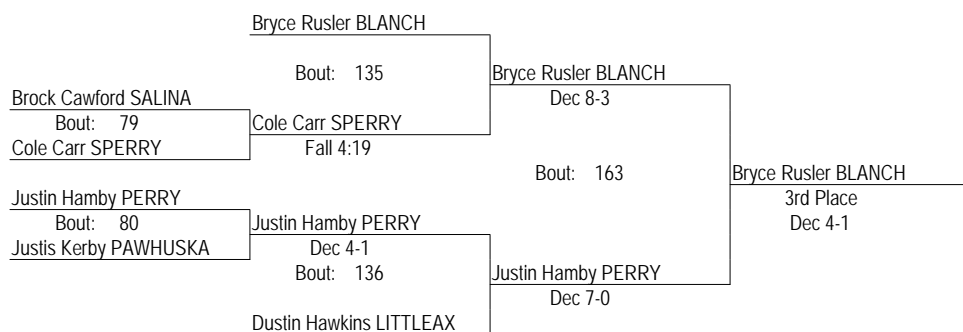 Bryce Rusler BLANCH
Bout: 135
Bryce Rusler BLANCH
Dec 8-3
Brock Cawford SALINA
Bout: 79
Cole Carr SPERRY
Cole Carr SPERRY
Fall 4:19
Bout: 163
Bryce Rusler BLANCH
3rd Place
Dec 4-1
Justin Hamby PERRY
Bout: 80
Justis Kerby PAWHUSKA
Justin Hamby PERRY
Dec 4-1
Bout: 136
Justin Hamby PERRY
Dec 7-0
Dustin Hawkins LITTLEAX